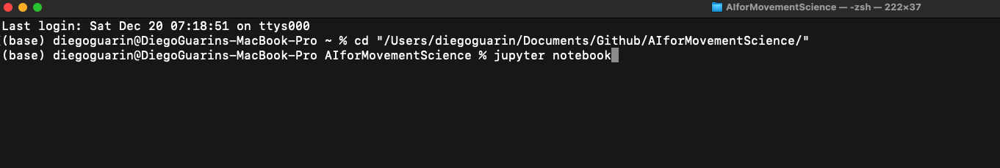 AIforMovementScience — -zsh — 222×37
Last login: Sat Dec 20 07:18:51 on ttys000
(base) diegoguarin@DiegoGuarins-MacBook-Pro ~ % cd "/Users/diegoguarin/Documents/Github/AIforMovementScience/"
(base) diegoguarin@DiegoGuarins-MacBook-Pro AIforMovementScience % jupyter notebook